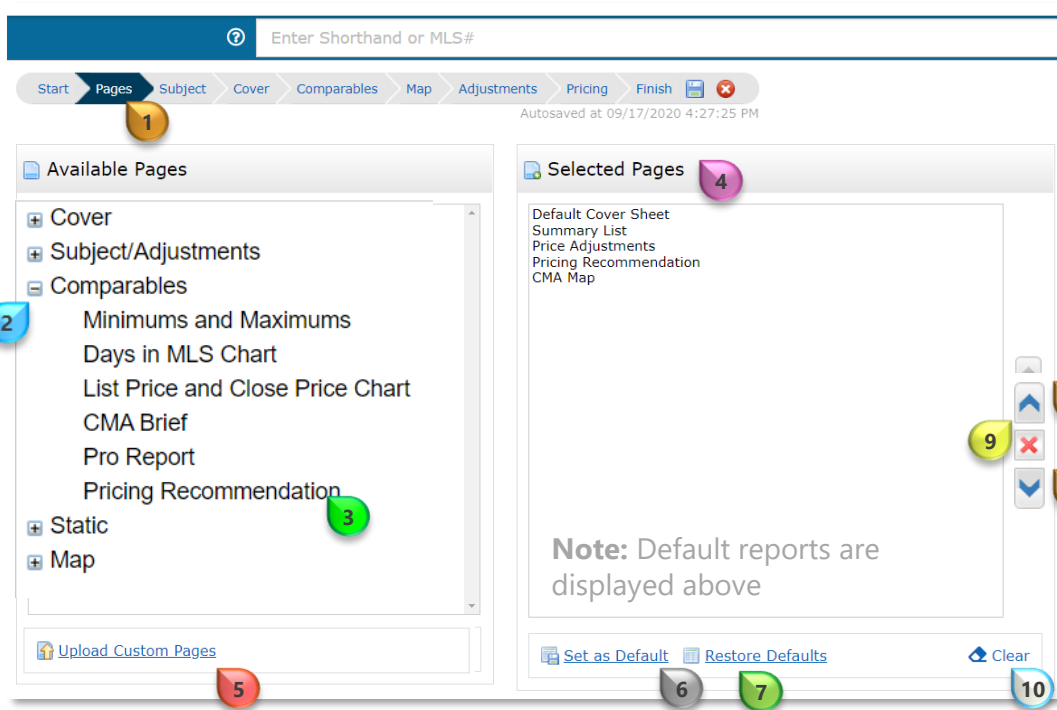 Enter Shorthand or MLS#
Start Pages Subject Cover Comparables Map Adjustments Pricing Finish
1
Autosaved at 09/17/2020 4:27:25 PM
Available Pages
Cover
Subject/Adjustments
Comparables
2
Minimums and Maximums
Days in MLS Chart
List Price and Close Price Chart
CMA Brief
Pro Report
Pricing Recommendation
3
Static
Map
Upload Custom Pages
5
Selected Pages
4
Default Cover Sheet
Summary List
Price Adjustments
Pricing Recommendation
CMA Map
9
Note: Default reports are
displayed above
Set as Default Restore Defaults Clear
6 7 10